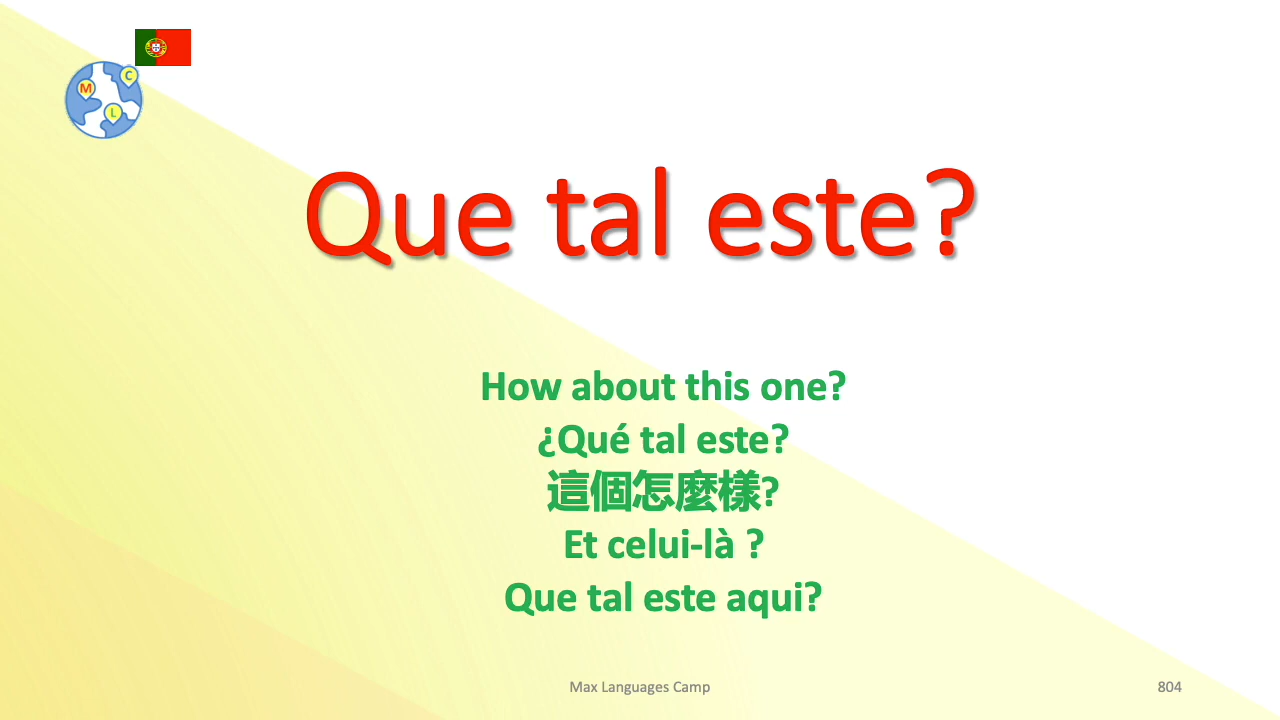 M
C
L
Que tal este?
How about this one?
¿Qué tal este?
這個怎麼樣?
Et celui-là ?
Que tal este aqui?
Max Languages Camp
804